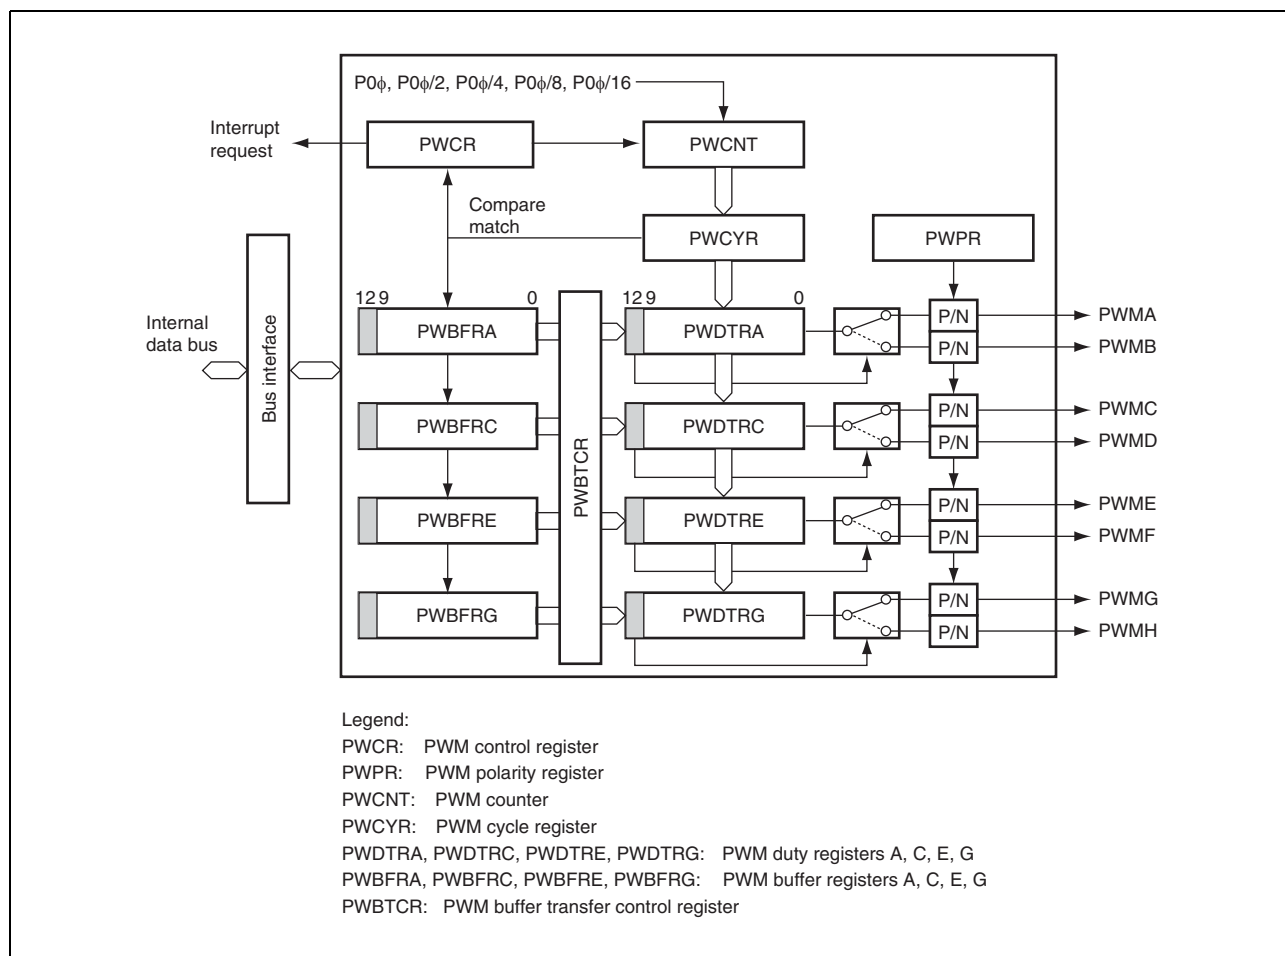 P0ϕ, P0ϕ/2, P0ϕ/4, P0ϕ/8, P0ϕ/16
Interrupt
request
PWCR
PWCNT
Compare
match
PWCYR
PWPR
Internal
data bus
Bus interface
12 9 0
PWBFRA
PWBFRC
PWBFRE
PWBFRG
PWBTCR
12 9 0
PWDTRA
PWDTRC
PWDTRE
PWDTRG
P/N PWMA
P/N PWMB
P/N PWMC
P/N PWMD
P/N PWME
P/N PWMF
P/N PWMG
P/N PWMH
Legend:
PWCR: PWM control register
PWPR: PWM polarity register
PWCNT: PWM counter
PWCYR: PWM cycle register
PWDTRA, PWDTRC, PWDTRE, PWDTRG: PWM duty registers A, C, E, G
PWBFRA, PWBFRC, PWBFRE, PWBFRG: PWM buffer registers A, C, E, G
PWBTCR: PWM buffer transfer control register